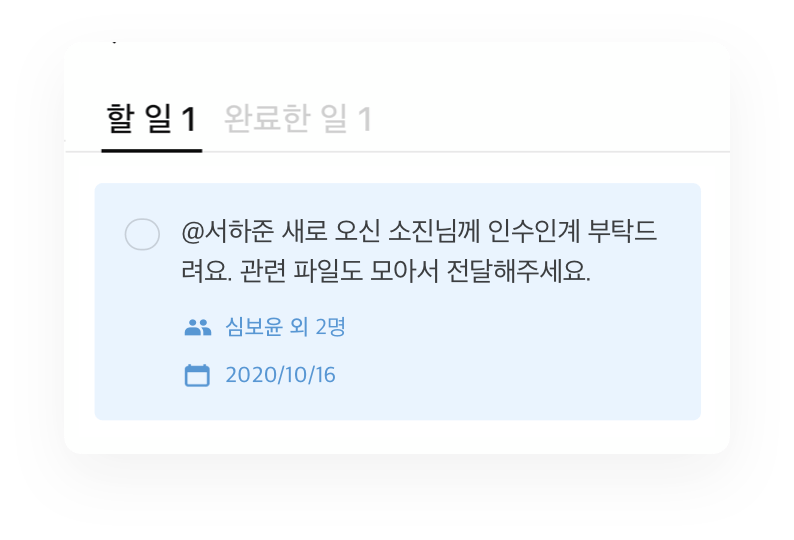 할 일 1 완료한 일 1
@서하준 새로 오신 소진님께 인수인계 부탁드
려요. 관련 파일도 모아서 전달해주세요.
심보윤 외 2명
2020/10/16